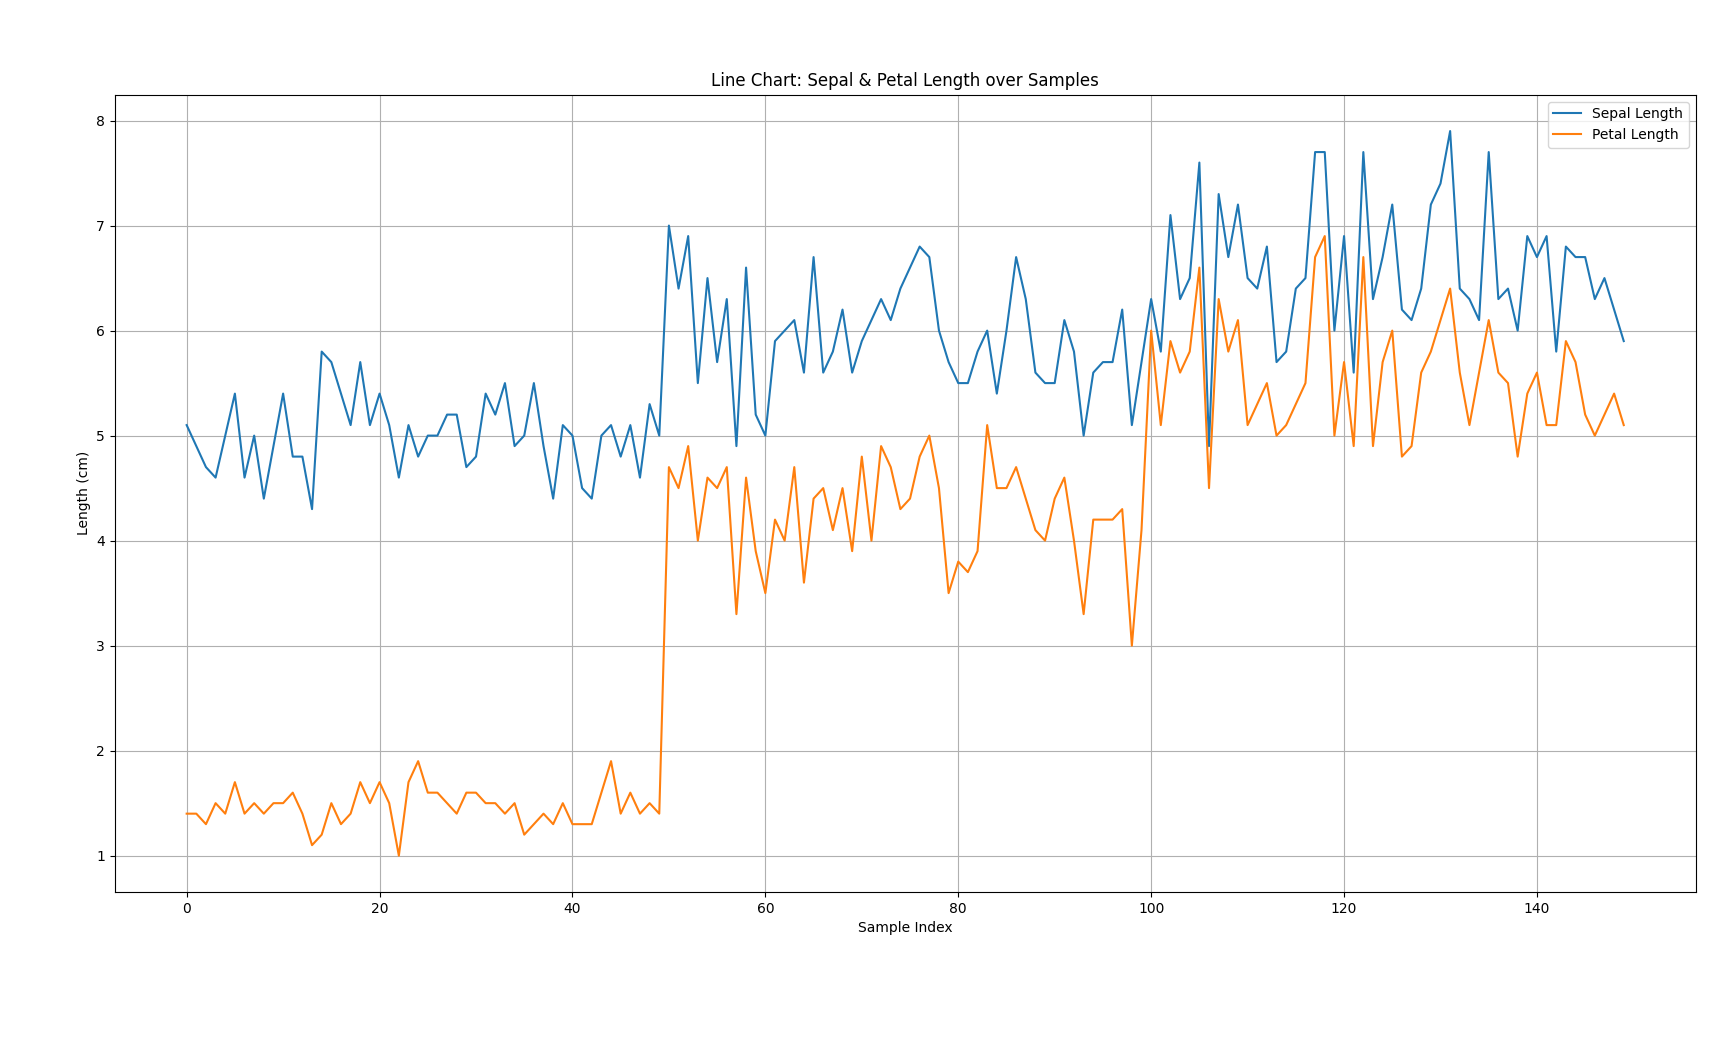 Line Chart: Sepal & Petal Length over Samples
Sepal Length
Petal Length
Length (cm)
8
7
6
5
4
3
2
1
0 20 40 60 80 100 120 140
Sample Index